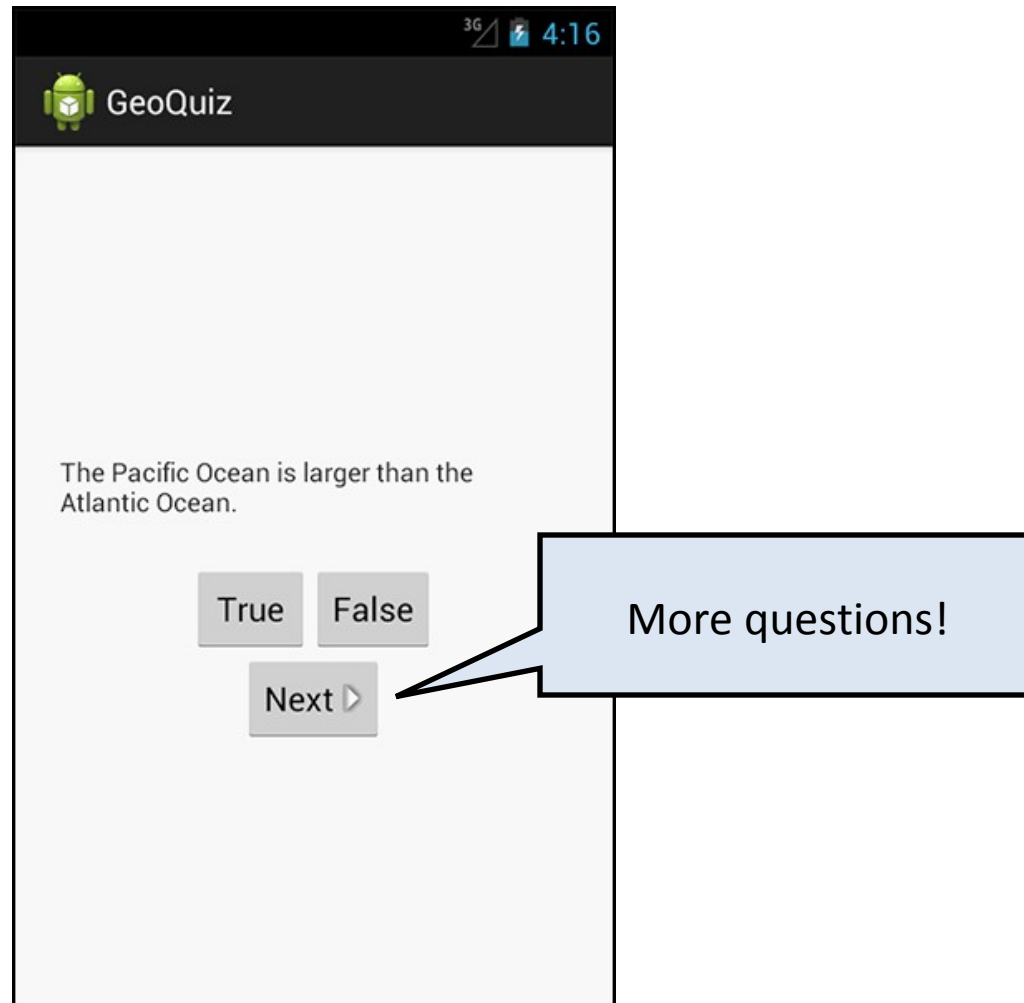 3G 4:16
GeoQuiz
The Pacific Ocean is larger than the
Atlantic Ocean.
True False
Next
More questions!